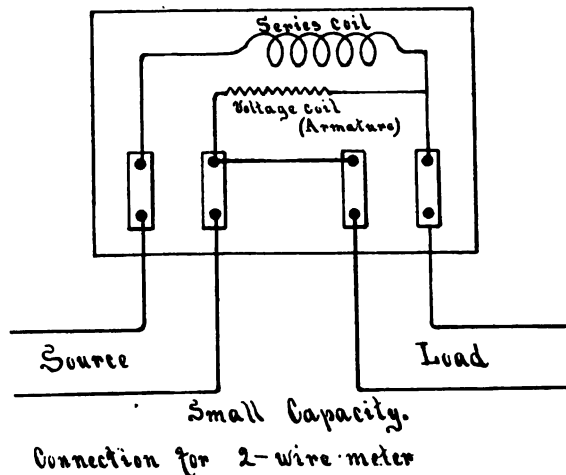 Series coil
Voltage coil
(Armature)
Source
Load
Small Capacity.
Connection for 2-wire meter